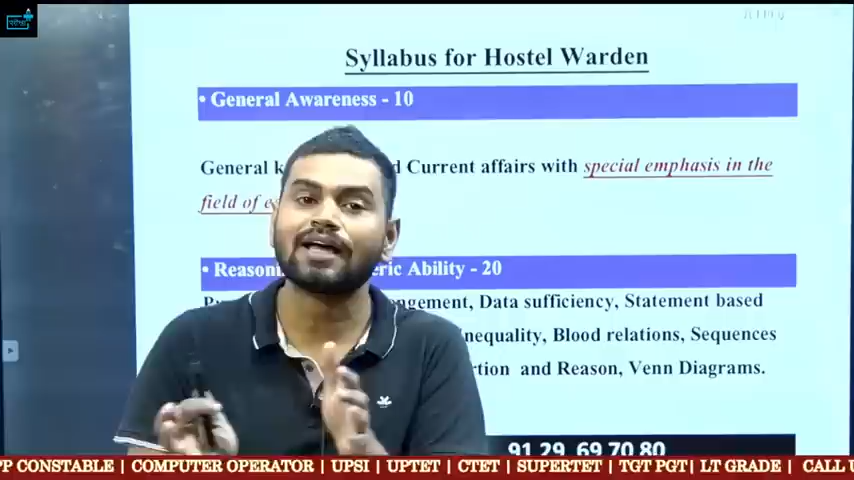 Syllabus for Hostel Warden
• General Awareness - 10
General k d Current affairs with special emphasis in the
field of e
• Reason eric Ability - 20
ngement, Data sufficiency, Statement based
nequality, Blood relations, Sequences
rtion and Reason, Venn Diagrams.
91 29 69 70 80
PP CONSTABLE | COMPUTER OPERATOR | UPSI | UPTET | CTET | SUPERTET | TGT PGT | LT GRADE | CALL U